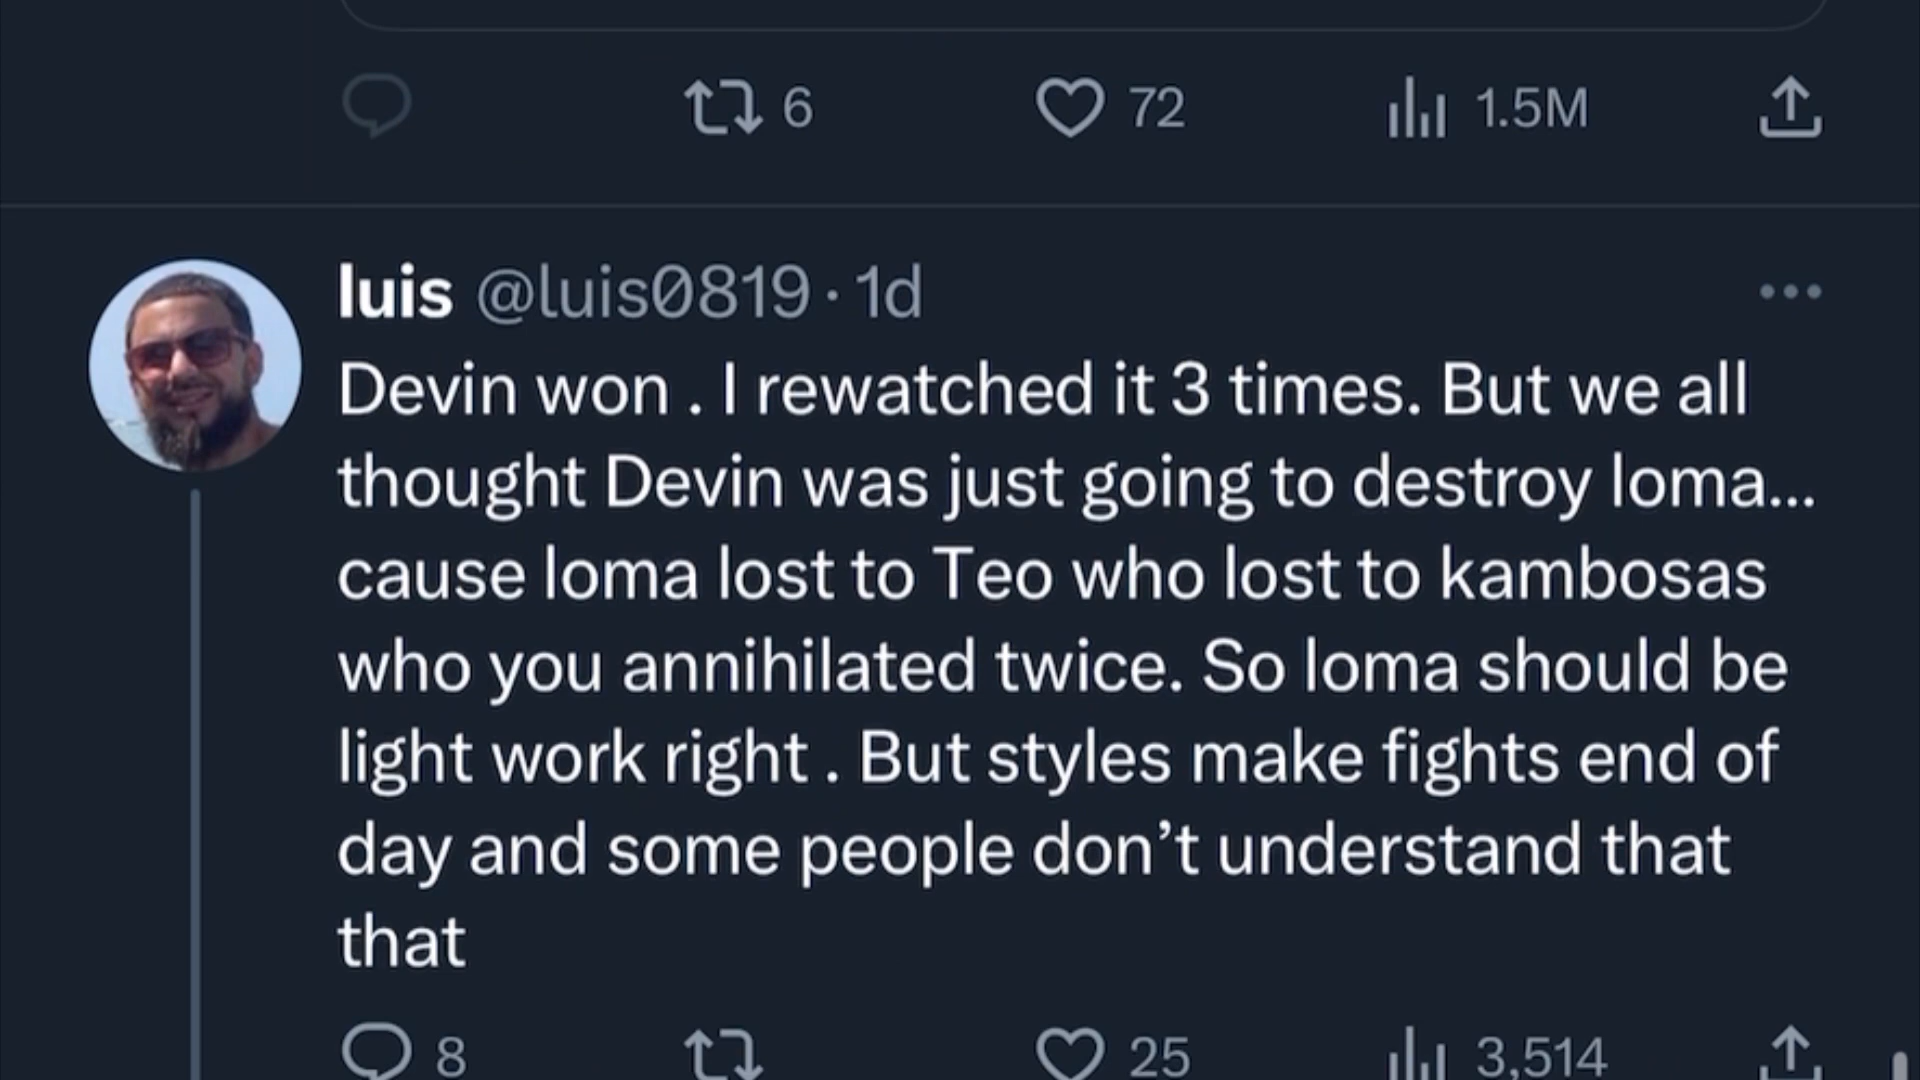 6 72 1.5M
luis @luis0819 · 1d
Devin won . I rewatched it 3 times. But we all
thought Devin was just going to destroy loma...
cause loma lost to Teo who lost to kambosas
who you annihilated twice. So loma should be
light work right . But styles make fights end of
day and some people don’t understand that
that
8 25 3,514